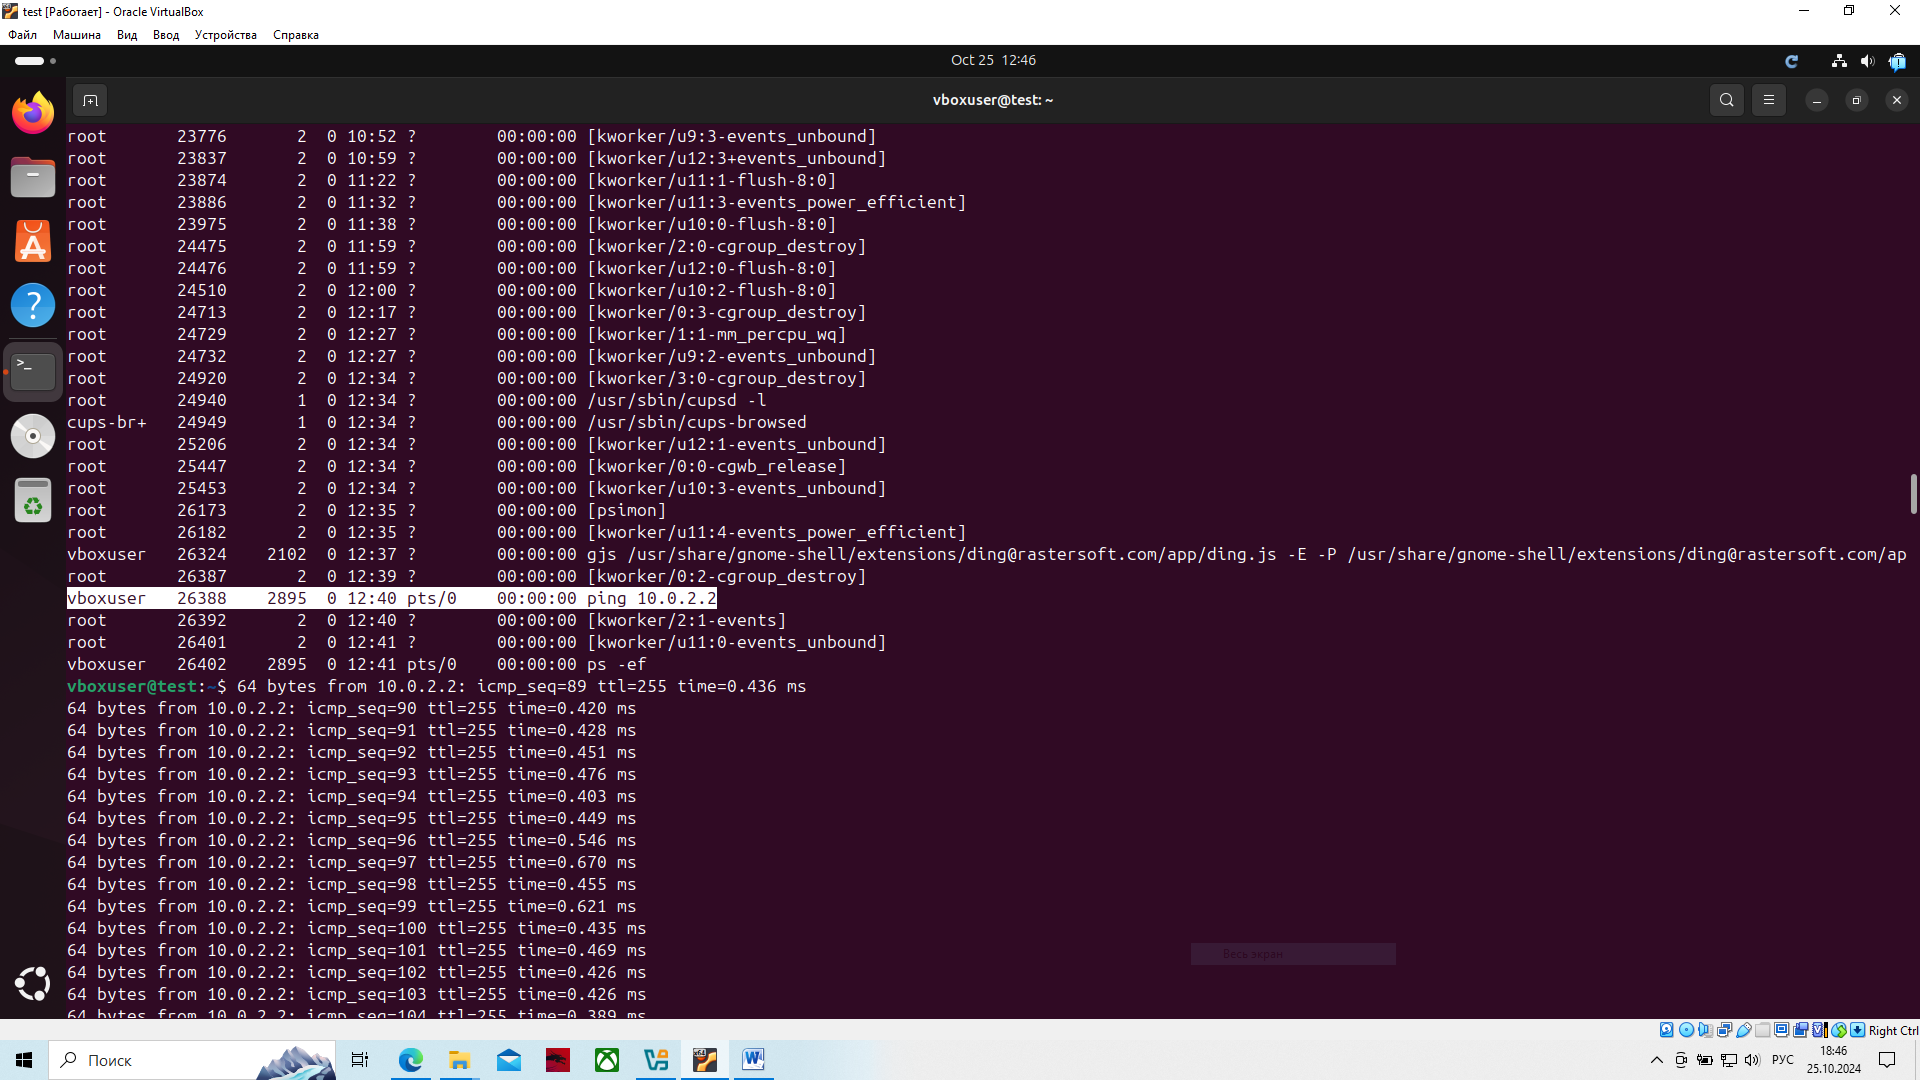 test [Работает] - Oracle VirtualBox
Файл Машина Вид Ввод Устройства Справка
Oct 25 12:46
vboxuser@test: ~
root 23776 2 0 10:52 ? 00:00:00 [kworker/u9:3-events_unbound]
root 23837 2 0 10:59 ? 00:00:00 [kworker/u12:3+events_unbound]
root 23874 2 0 11:22 ? 00:00:00 [kworker/u11:1-flush-8:0]
root 23886 2 0 11:32 ? 00:00:00 [kworker/u11:3-events_power_efficient]
root 23975 2 0 11:38 ? 00:00:00 [kworker/u10:0-flush-8:0]
root 24475 2 0 11:59 ? 00:00:00 [kworker/2:0-cgroup_destroy]
root 24476 2 0 11:59 ? 00:00:00 [kworker/u12:0-flush-8:0]
root 24510 2 0 12:00 ? 00:00:00 [kworker/u10:2-flush-8:0]
root 24713 2 0 12:17 ? 00:00:00 [kworker/0:3-cgroup_destroy]
root 24729 2 0 12:27 ? 00:00:00 [kworker/1:1-mm_percpu_wq]
root 24732 2 0 12:27 ? 00:00:00 [kworker/u9:2-events_unbound]
root 24920 2 0 12:34 ? 00:00:00 [kworker/3:0-cgroup_destroy]
root 24940 1 0 12:34 ? 00:00:00 /usr/sbin/cupsd -l
cups-br+ 24949 1 0 12:34 ? 00:00:00 /usr/sbin/cups-browsed
root 25206 2 0 12:34 ? 00:00:00 [kworker/u12:1-events_unbound]
root 25447 2 0 12:34 ? 00:00:00 [kworker/0:0-cgwb_release]
root 25453 2 0 12:34 ? 00:00:00 [kworker/u10:3-events_unbound]
root 26173 2 0 12:35 ? 00:00:00 [psimon]
root 26182 2 0 12:35 ? 00:00:00 [kworker/u11:4-events_power_efficient]
vboxuser 26324 2102 0 12:37 ? 00:00:00 gjs /usr/share/gnome-shell/extensions/ding@rastersoft.com/app/ding.js -E -P /usr/share/gnome-shell/extensions/ding@rastersoft.com/ap
root 26387 2 0 12:39 ? 00:00:00 [kworker/0:2-cgroup_destroy]
vboxuser 26388 2895 0 12:40 pts/0 00:00:00 ping 10.0.2.2
root 26392 2 0 12:40 ? 00:00:00 [kworker/2:1-events]
root 26401 2 0 12:41 ? 00:00:00 [kworker/u11:0-events_unbound]
vboxuser 26402 2895 0 12:41 pts/0 00:00:00 ps -ef
vboxuser@test:~$ 64 bytes from 10.0.2.2: icmp_seq=89 ttl=255 time=0.436 ms
64 bytes from 10.0.2.2: icmp_seq=90 ttl=255 time=0.420 ms
64 bytes from 10.0.2.2: icmp_seq=91 ttl=255 time=0.428 ms
64 bytes from 10.0.2.2: icmp_seq=92 ttl=255 time=0.451 ms
64 bytes from 10.0.2.2: icmp_seq=93 ttl=255 time=0.476 ms
64 bytes from 10.0.2.2: icmp_seq=94 ttl=255 time=0.403 ms
64 bytes from 10.0.2.2: icmp_seq=95 ttl=255 time=0.449 ms
64 bytes from 10.0.2.2: icmp_seq=96 ttl=255 time=0.546 ms
64 bytes from 10.0.2.2: icmp_seq=97 ttl=255 time=0.670 ms
64 bytes from 10.0.2.2: icmp_seq=98 ttl=255 time=0.455 ms
64 bytes from 10.0.2.2: icmp_seq=99 ttl=255 time=0.621 ms
64 bytes from 10.0.2.2: icmp_seq=100 ttl=255 time=0.435 ms
64 bytes from 10.0.2.2: icmp_seq=101 ttl=255 time=0.469 ms
Весь экран
64 bytes from 10.0.2.2: icmp_seq=102 ttl=255 time=0.426 ms
64 bytes from 10.0.2.2: icmp_seq=103 ttl=255 time=0.426 ms
64 bytes from 10.0.2.2: icmp_seq=104 ttl=255 time=0.389 ms
Right Ctrl
Поиск
РУС
18:46
25.10.2024